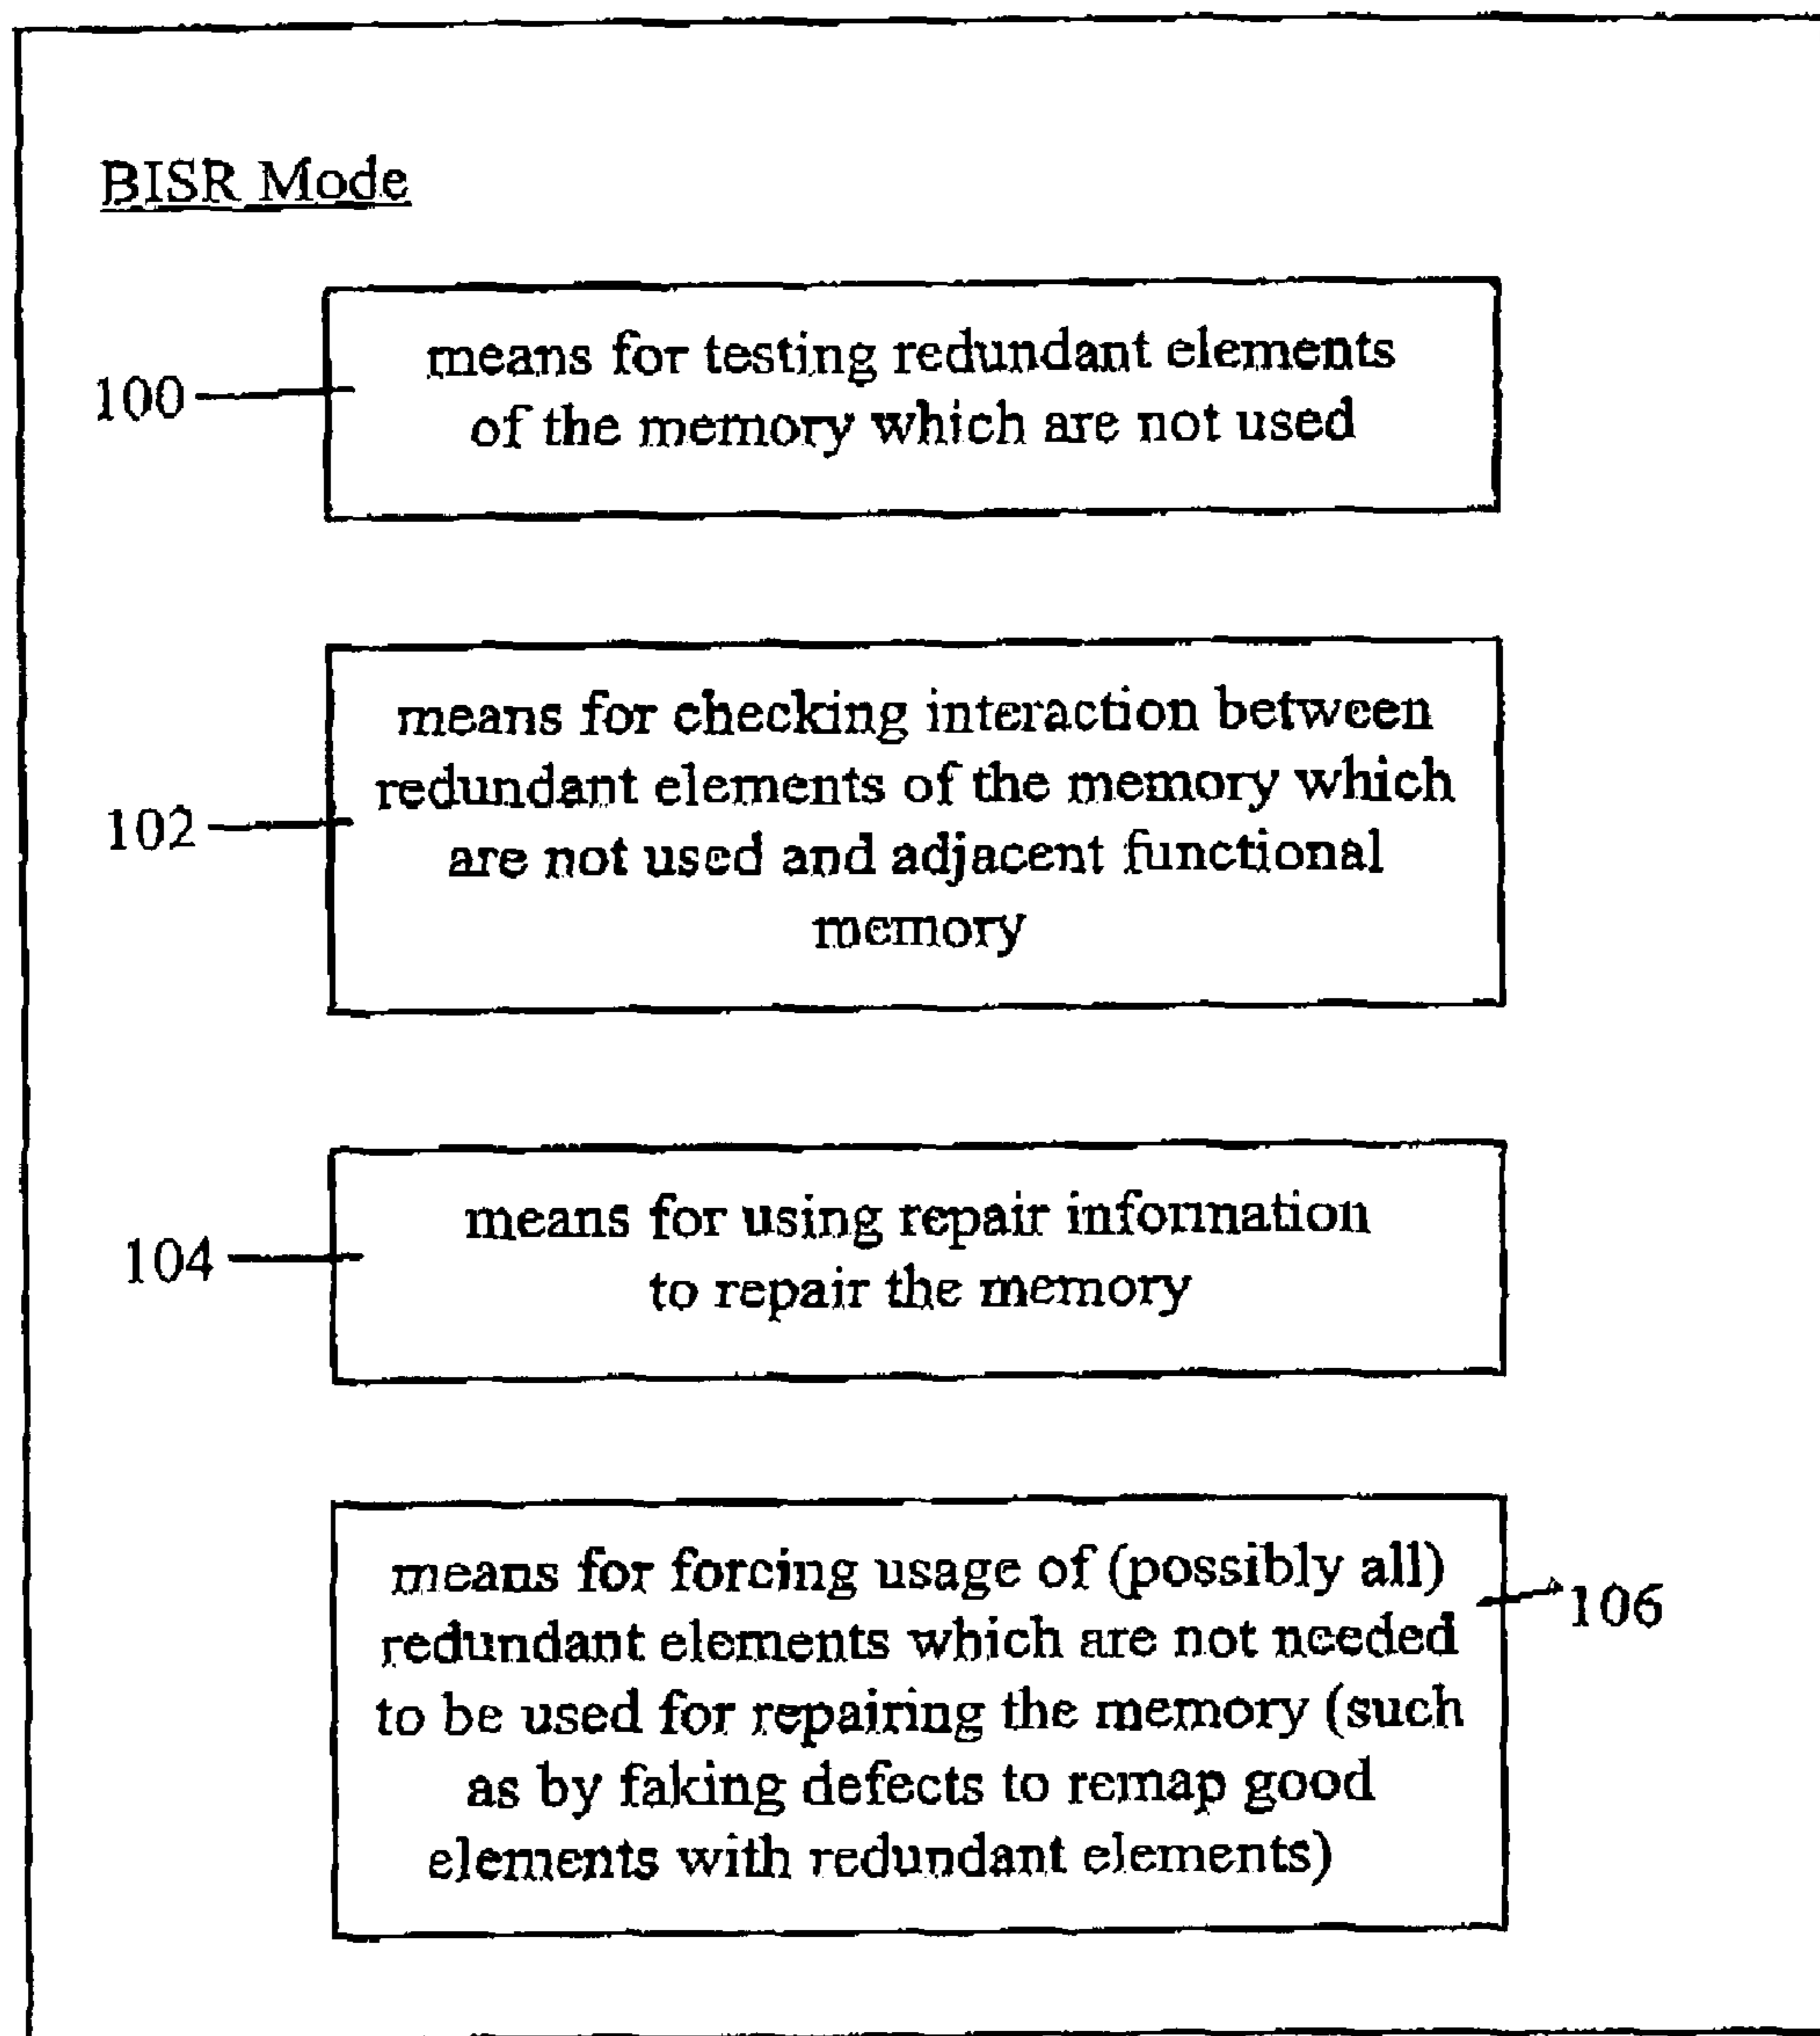 BISR Mode
means for testing redundant elements
100
of the memory which are not used
means for checking interaction between
redundant elements of the memory which
102
are not used and adjacent functional
memory
means for using repair information
104
to repair the memory
means for forcing usage of (possibly all)
106
redundant elements which are not needed
to be used for repairing the memory (such
as by faking defects to remap good
elements with redundant elements)